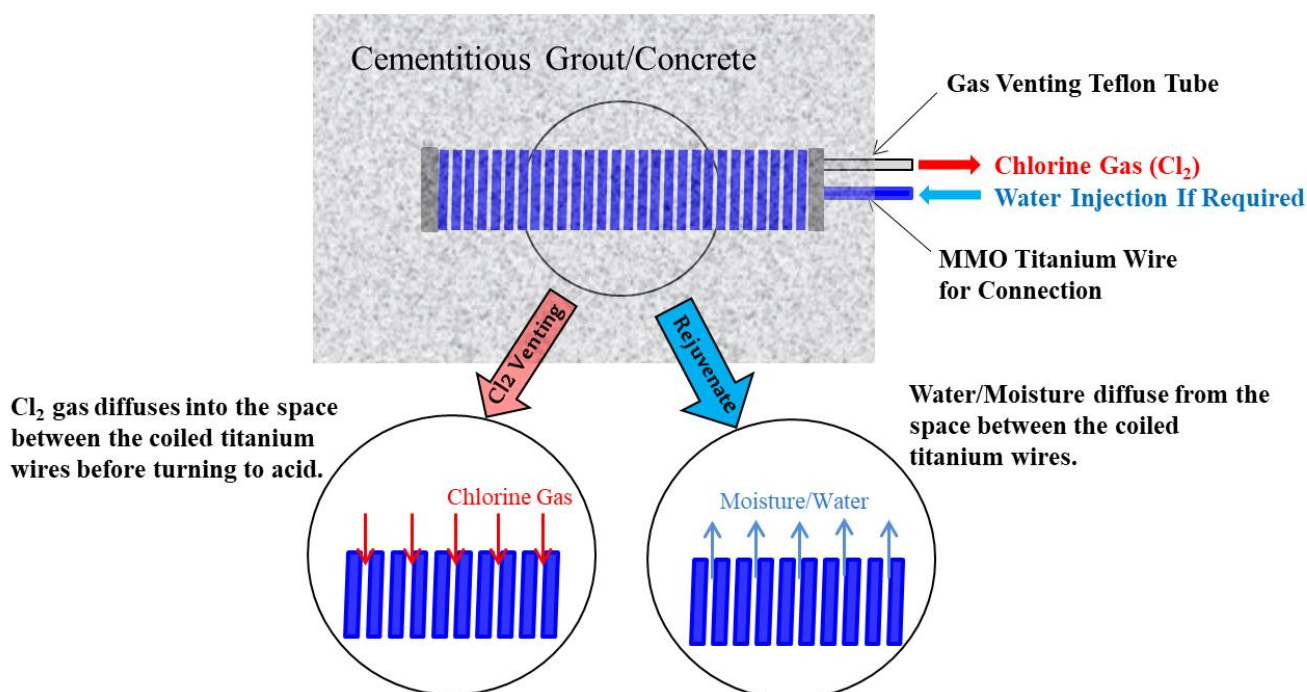 Cementitious Grout/Concrete
Gas Venting Teflon Tube
Chlorine Gas (Cl₂)
Water Injection If Required
MMO Titanium Wire
for Connection
Cl2 Venting
Rejuvenate
Cl₂ gas diffuses into the space
between the coiled titanium
wires before turning to acid.
Water/Moisture diffuse from the
space between the coiled
titanium wires.
Chlorine Gas
Moisture/Water